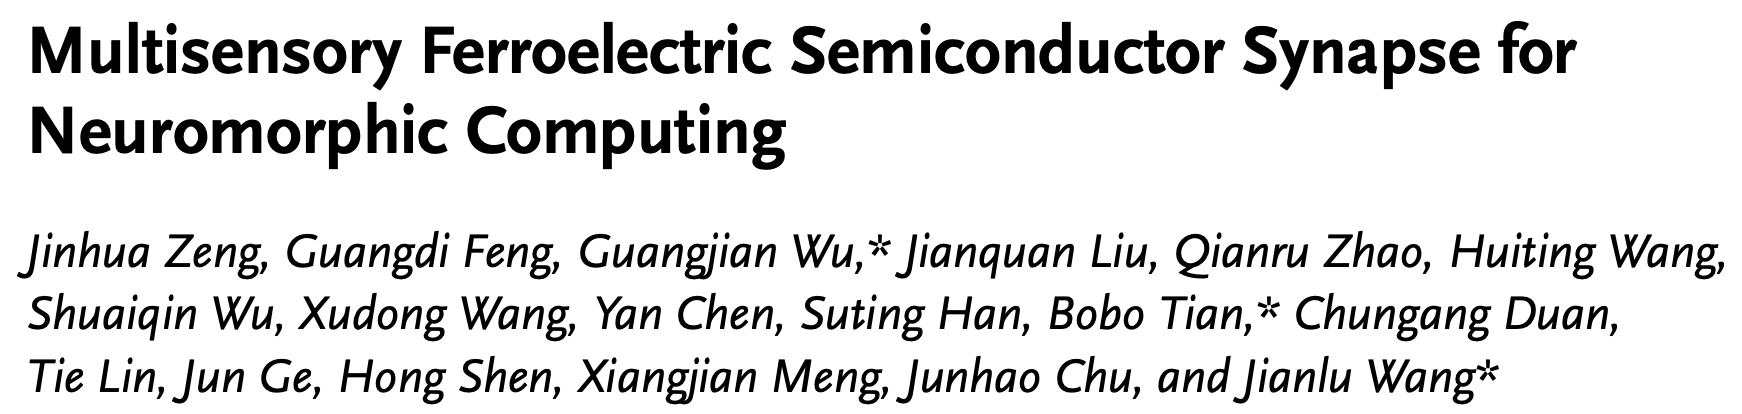 Multisensory Ferroelectric Semiconductor Synapse for
Neuromorphic Computing
Jinhua Zeng, Guangdi Feng, Guangjian Wu,* Jianquan Liu, Qianru Zhao, Huiting Wang,
Shuaiqin Wu, Xudong Wang, Yan Chen, Suting Han, Bobo Tian,* Chungang Duan,
Tie Lin, Jun Ge, Hong Shen, Xiangjian Meng, Junhao Chu, and Jianlu Wang*